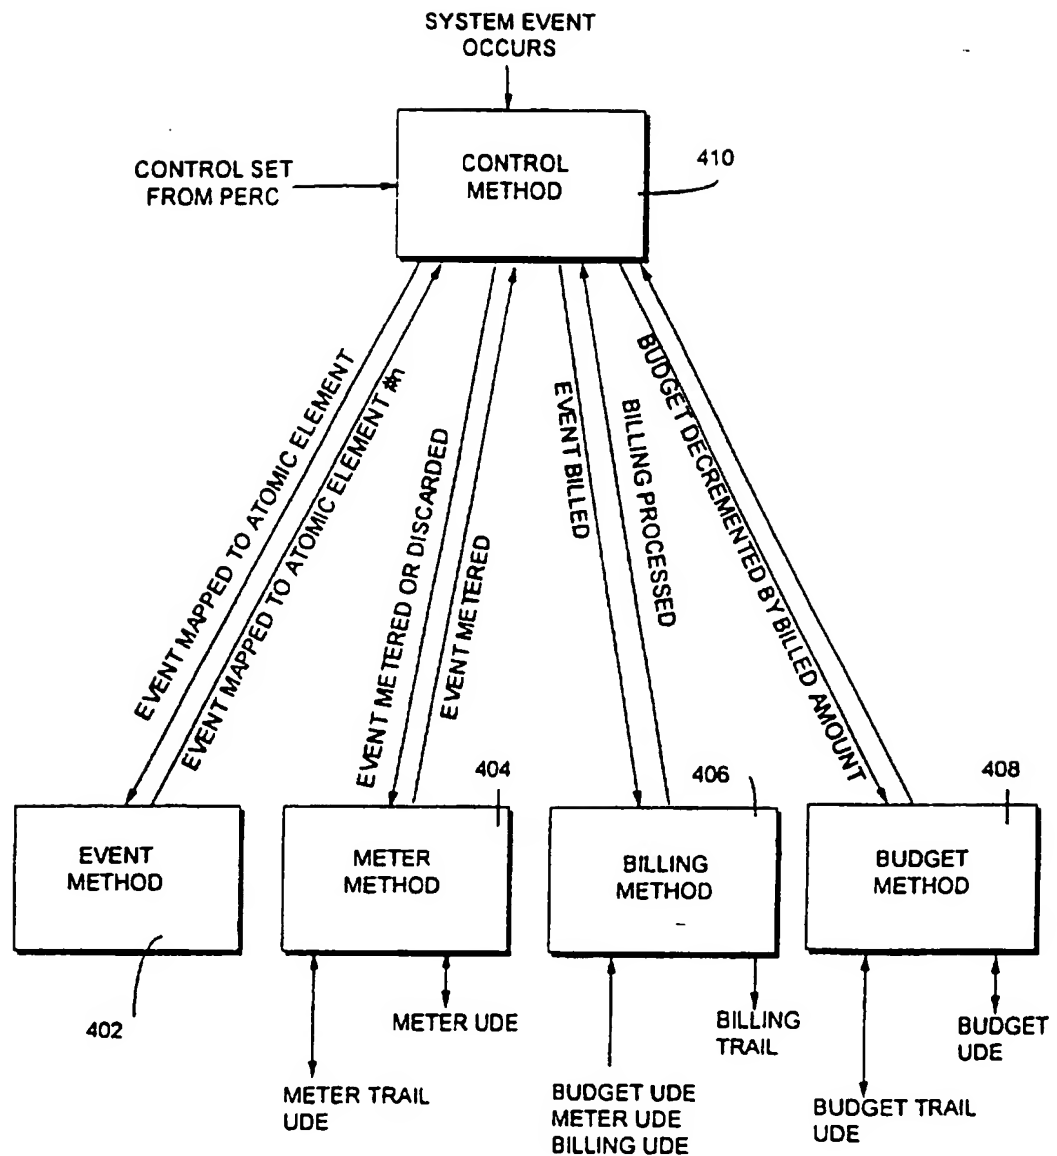 SYSTEM EVENT
OCCURS
CONTROL
METHOD
410
CONTROL SET
FROM PERC
EVENT MAPPED TO ATOMIC ELEMENT
EVENT MAPPED TO ATOMIC ELEMENT #n
EVENT METERED OR DISCARDED
EVENT METERED
EVENT BILLED
BILLING PROCESSED
BUDGET DECREMENTED BY BILLED AMOUNT
404
406
408
EVENT
METHOD
METER
METHOD
BILLING
METHOD
BUDGET
METHOD
402
METER UDE
METER TRAIL
UDE
BUDGET UDE
METER UDE
BILLING UDE
BILLING
TRAIL
BUDGET TRAIL
UDE
BUDGET
UDE